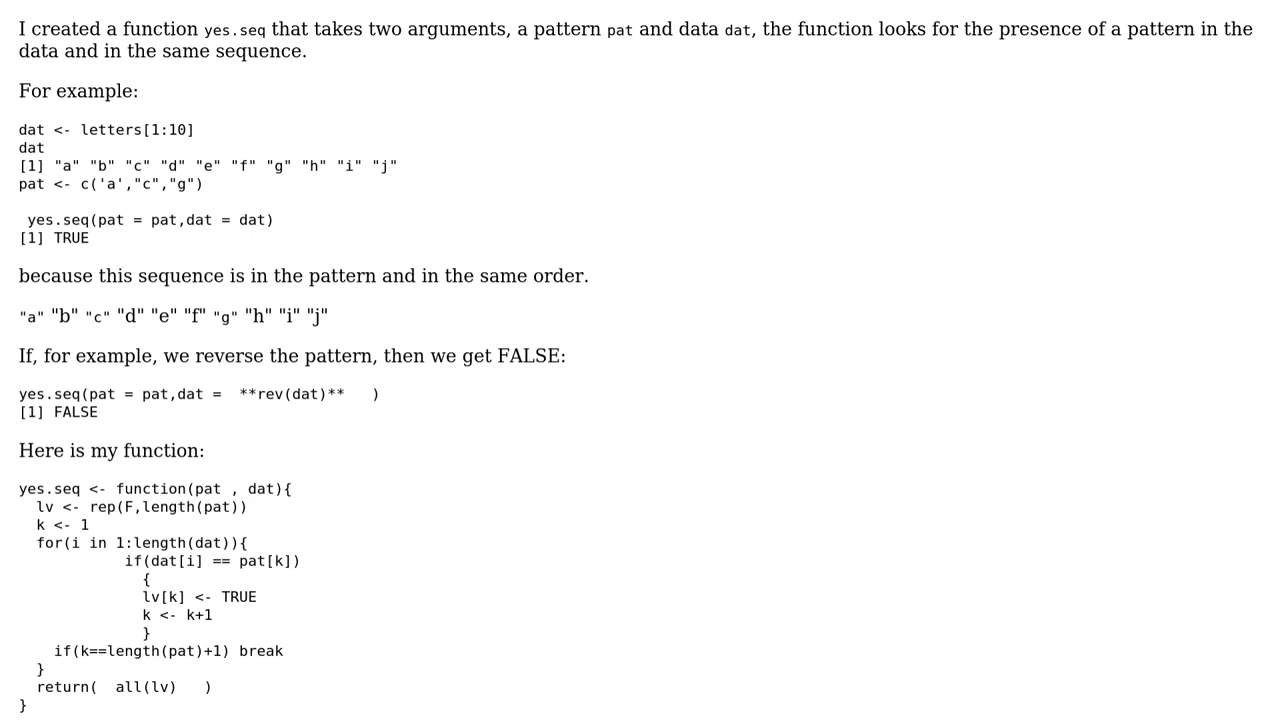 I created a function yes.seq that takes two arguments, a pattern pat and data dat, the function looks for the presence of a pattern in the
data and in the same sequence.
For example:
dat <- letters[1:10]
dat
[1] "a" "b" "c" "d" "e" "f" "g" "h" "i" "j"
pat <- c('a',"c","g")
 yes.seq(pat = pat,dat = dat)
[1] TRUE
because this sequence is in the pattern and in the same order.
"a" "b" "c" "d" "e" "f" "g" "h" "i" "j"
If, for example, we reverse the pattern, then we get FALSE:
yes.seq(pat = pat,dat =  **rev(dat)**   )
[1] FALSE
Here is my function:
yes.seq <- function(pat , dat){
  lv <- rep(F,length(pat))
  k <- 1
  for(i in 1:length(dat)){
            if(dat[i] == pat[k])
              {
              lv[k] <- TRUE
              k <- k+1
              }
    if(k==length(pat)+1) break
  }
  return(  all(lv)   )
}